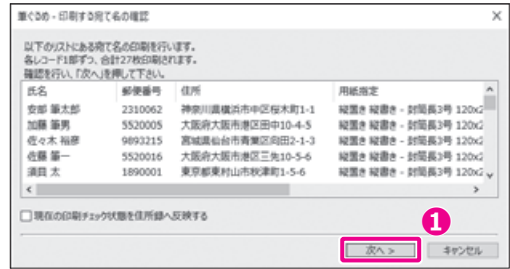 筆ぐるめ - 印刷する宛て名の確認
以下のリストにある宛て名の印刷を行います。
各レコード1部ずつ、合計27枚印刷されます。
確認を行い、「次へ」を押して下さい。
氏名 郵便番号 住所 用紙指定
安部 筆太郎 2310062 神奈川県横浜市中区桜木町1-1 縦置き 縦書き - 封筒長3号 120x2
加藤 筆男 5520005 大阪府大阪市港区田中10-4-5 縦置き 縦書き - 封筒長3号 120x2
佐々木 裕彦 9893215 宮城県仙台市青葉区向田2-1-3 縦置き 縦書き - 封筒長3号 120x2
佐藤 筆一 5520016 大阪府大阪市港区三先10-5-6 縦置き 縦書き - 封筒長3号 120x2
須貝 太 1890001 東京都東村山市秋津町1-5-6 縦置き 縦書き - 封筒長3号 120x2
現在の印刷チェック状態を住所録へ反映する
1
次へ > キャンセル